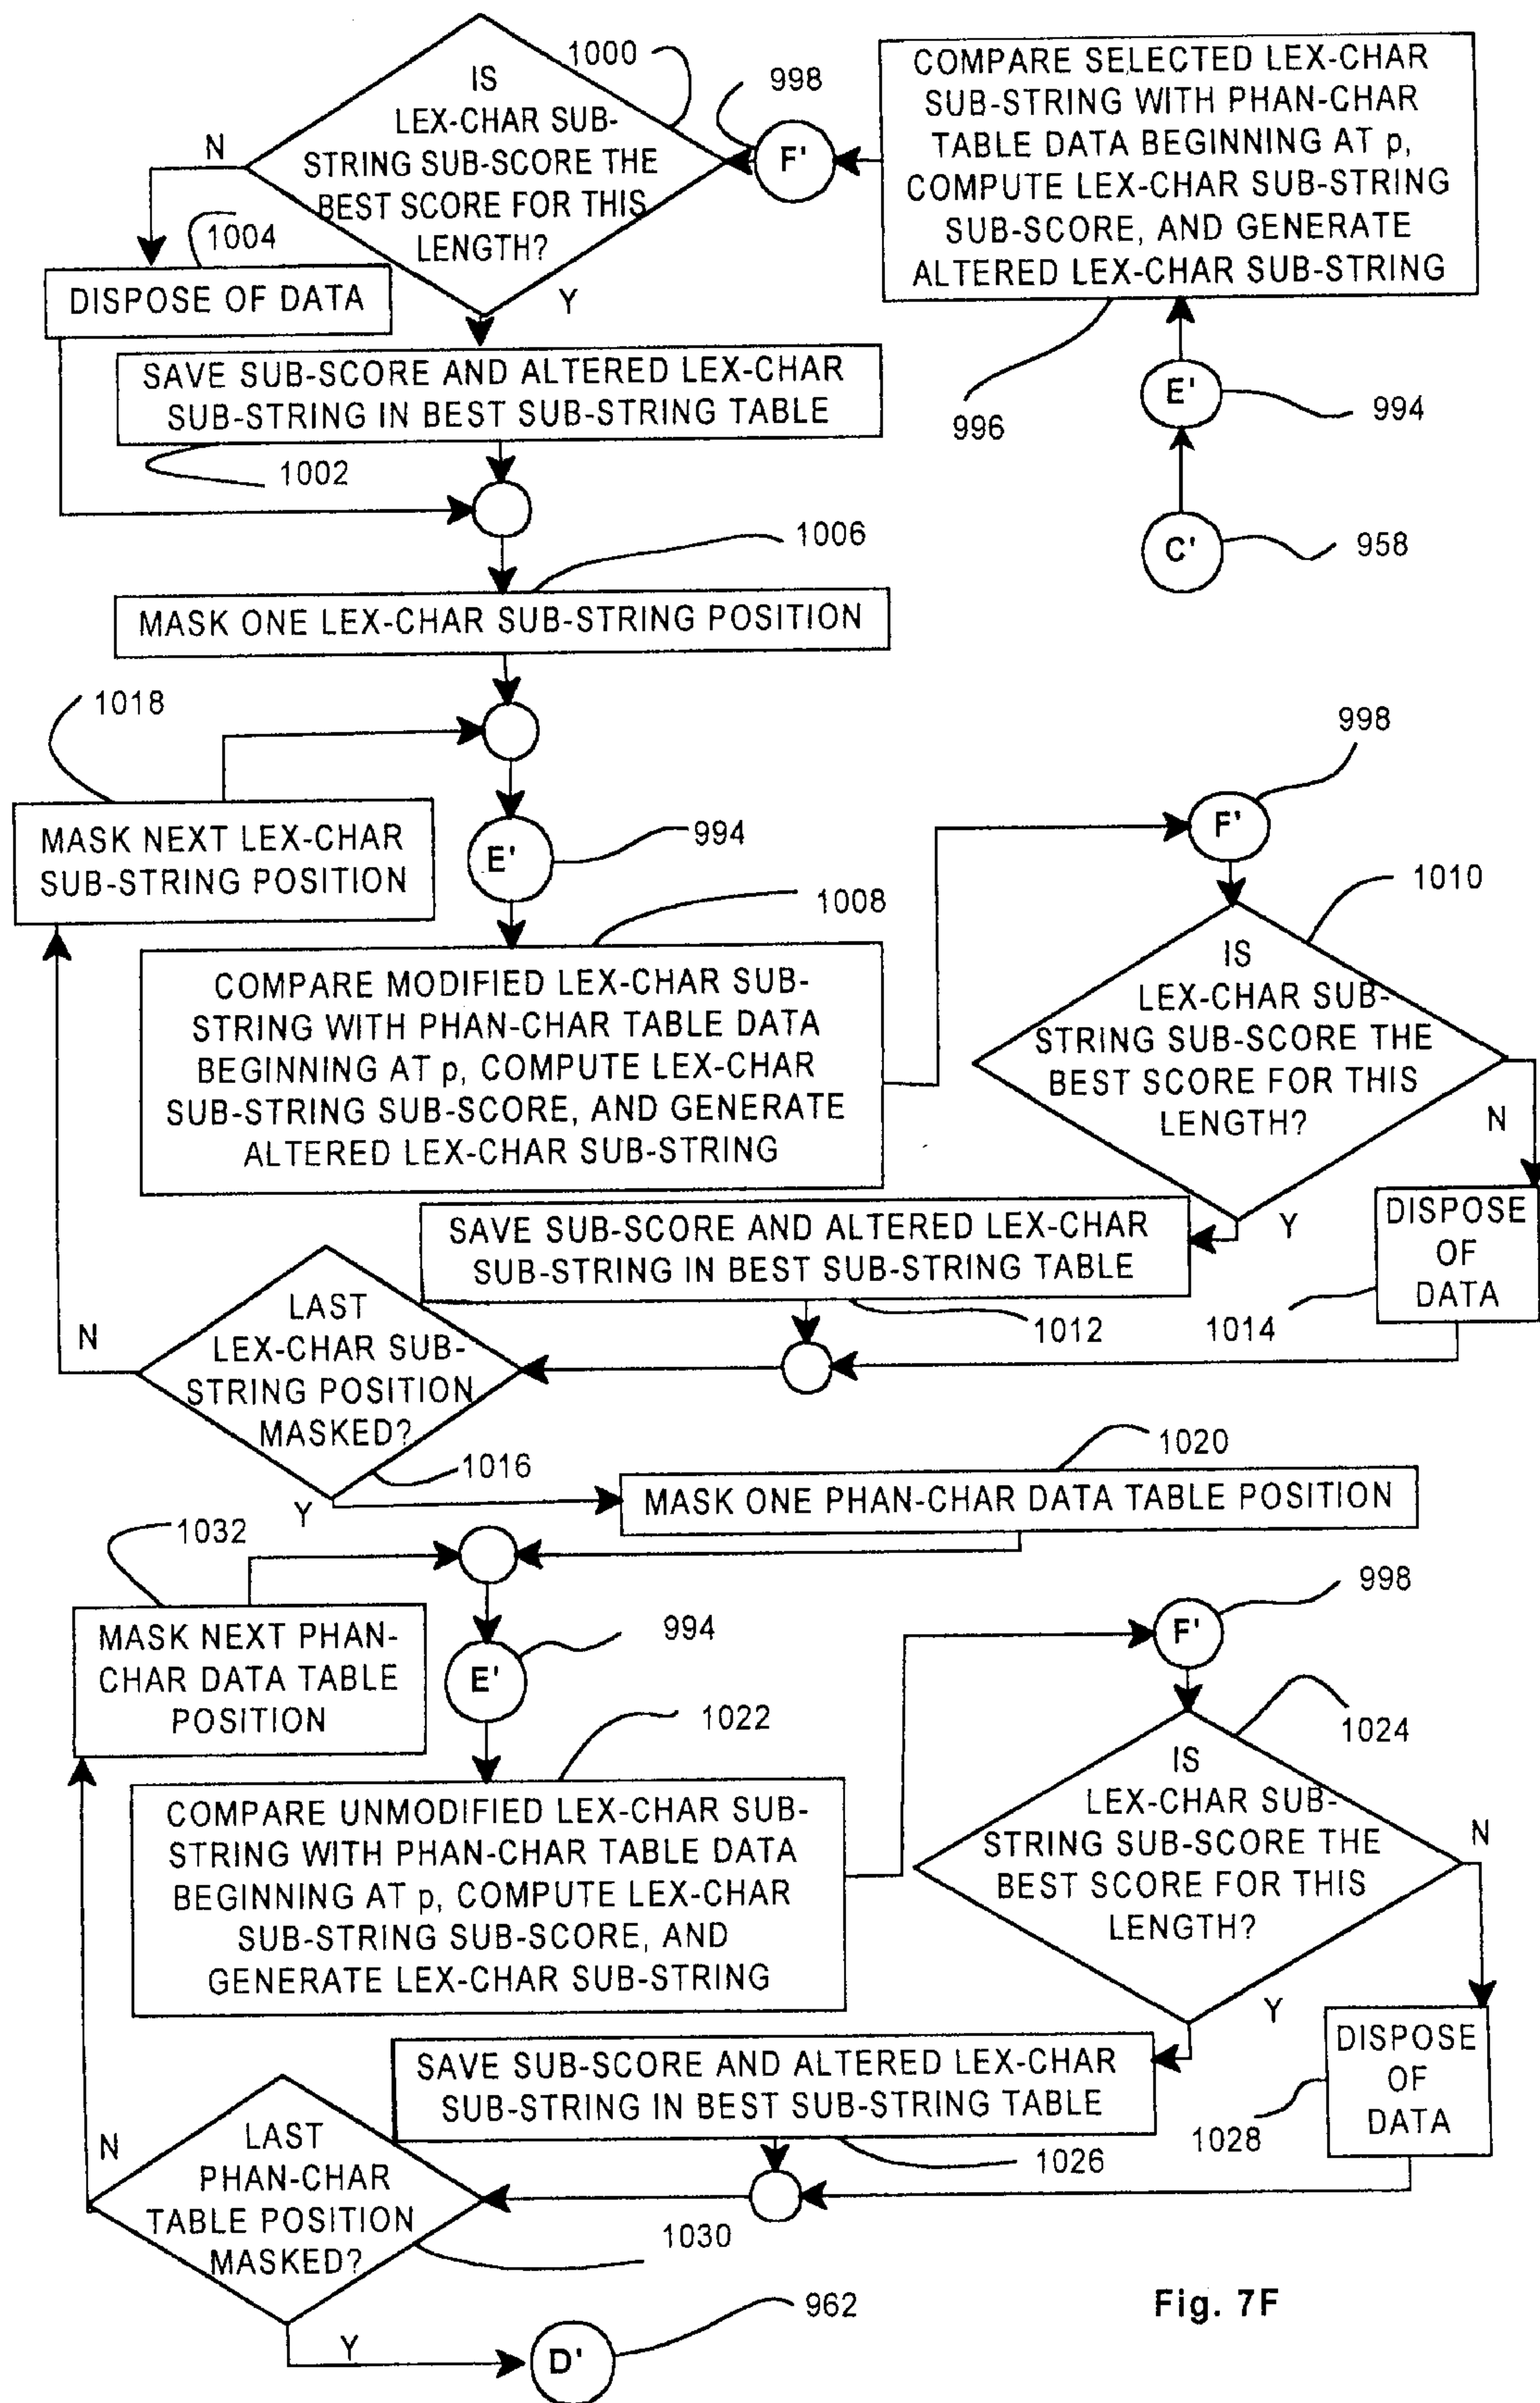 IS
LEX-CHAR SUB-
STRING SUB-SCORE THE
BEST SCORE FOR THIS
LENGTH?
1000
998
F'
COMPARE SELECTED LEX-CHAR
SUB-STRING WITH PHAN-CHAR
TABLE DATA BEGINNING AT p,
COMPUTE LEX-CHAR SUB-STRING
SUB-SCORE, AND GENERATE
ALTERED LEX-CHAR SUB-STRING
N
1004
DISPOSE OF DATA
Y
SAVE SUB-SCORE AND ALTERED LEX-CHAR
SUB-STRING IN BEST SUB-STRING TABLE
1002
996
E'
994
C'
958
1006
MASK ONE LEX-CHAR SUB-STRING POSITION
1018
MASK NEXT LEX-CHAR
SUB-STRING POSITION
E'
994
998
F'
1008
COMPARE MODIFIED LEX-CHAR SUB-
STRING WITH PHAN-CHAR TABLE DATA
BEGINNING AT p, COMPUTE LEX-CHAR
SUB-STRING SUB-SCORE, AND GENERATE
ALTERED LEX-CHAR SUB-STRING
1010
IS
LEX-CHAR SUB-
STRING SUB-SCORE THE
BEST SCORE FOR THIS
LENGTH?
N
Y
SAVE SUB-SCORE AND ALTERED LEX-CHAR
SUB-STRING IN BEST SUB-STRING TABLE
1012
1014
DISPOSE
OF
DATA
N
LAST
LEX-CHAR SUB-
STRING POSITION
MASKED?
1016
Y
1020
MASK ONE PHAN-CHAR DATA TABLE POSITION
1032
MASK NEXT PHAN-
CHAR DATA TABLE
POSITION
E'
994
998
F'
1022
COMPARE UNMODIFIED LEX-CHAR SUB-
STRING WITH PHAN-CHAR TABLE DATA
BEGINNING AT p, COMPUTE LEX-CHAR
SUB-STRING SUB-SCORE, AND
GENERATE LEX-CHAR SUB-STRING
1024
IS
LEX-CHAR SUB-
STRING SUB-SCORE THE
BEST SCORE FOR THIS
LENGTH?
N
Y
SAVE SUB-SCORE AND ALTERED LEX-CHAR
SUB-STRING IN BEST SUB-STRING TABLE
1026
1028
DISPOSE
OF
DATA
N
LAST
PHAN-CHAR
TABLE POSITION
MASKED?
1030
Y
D'
962
Fig. 7F